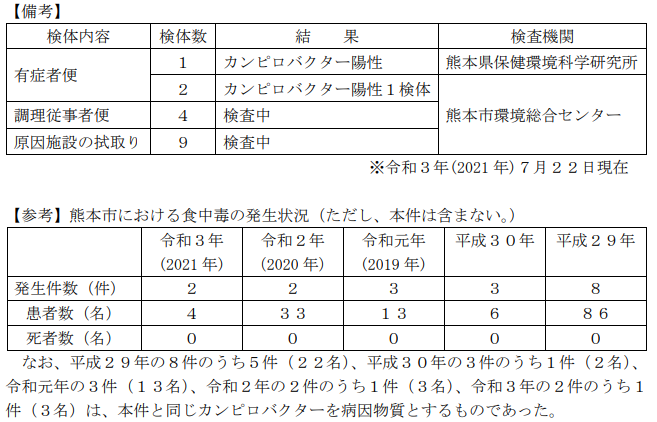 【備考】
検体内容 検体数 結　果 検査機関
有症者便 1 カンピロバクター陽性 熊本県保健環境科学研究所
2 カンピロバクター陽性１検体 熊本市環境総合センター
調理従事者便 4 検査中
原因施設の拭取り 9 検査中
※令和３年(2021 年)７月２２日現在
【参考】熊本市における食中毒の発生状況（ただし、本件は含まない。）
令和３年 (2021 年) 令和２年 (2020 年) 令和元年 (2019 年) 平成３０年 平成２９年
発生件数（件） ２ ２ ３ ３ ８
患者数（名） ４ ３３ １３ ６ ８６
死者数（名） ０ ０ ０ ０ ０
なお、平成２９年の８件のうち５件（２２名）、平成３０年の３件のうち１件（２名）、
令和元年の３件（１３名）、令和２年の２件のうち１件（３名）、令和３年の２件のうち１
件（３名）は、本件と同じカンピロバクターを病因物質とするものであった。